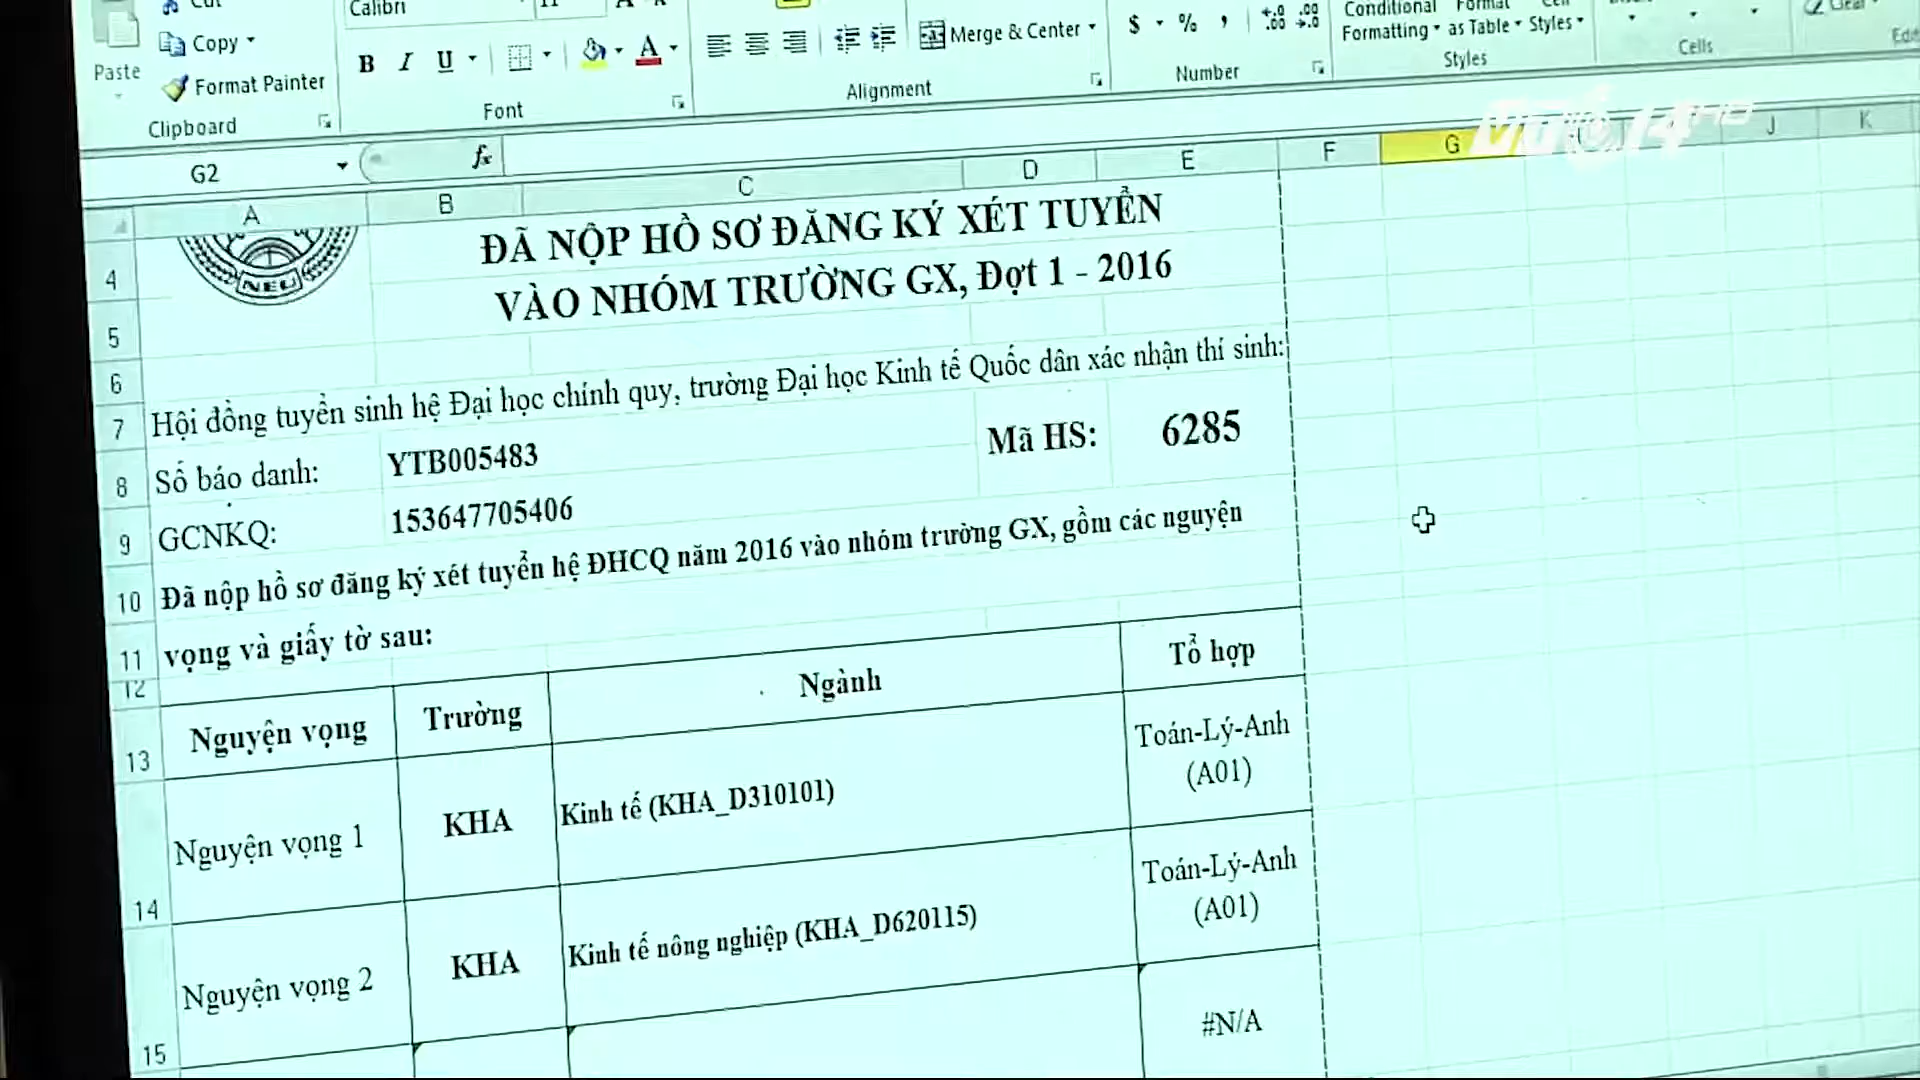 Calibri
Copy
B I U
A
Merge & Center
$ % ,
Conditional Format
Formatting as Table Styles
Cells
Paste
Format Painter
Clipboard
Font
Alignment
Number
Styles
G2
fx
A B C D E F G J K
4 ĐÃ NỘP HỒ SƠ ĐĂNG KÝ XÉT TUYỂN
NEU
5 VÀO NHÓM TRƯỜNG GX, Đợt 1 - 2016
6
7 Hội đồng tuyển sinh hệ Đại học chính quy, trường Đại học Kinh tế Quốc dân xác nhận thí sinh:
8 Số báo danh: YTB005483 Mã HS: 6285
9 GCNKQ: 153647705406
10 Đã nộp hồ sơ đăng ký xét tuyển hệ ĐHCQ năm 2016 vào nhóm trường GX, gồm các nguyện
11 vọng và giấy tờ sau:
12
13 Nguyện vọng Trường Ngành Tổ hợp
14 Nguyện vọng 1 KHA Kinh tế (KHA_D310101) Toán-Lý-Anh
(A01)
15 Nguyện vọng 2 KHA Kinh tế nông nghiệp (KHA_D620115) Toán-Lý-Anh
(A01)
#N/A